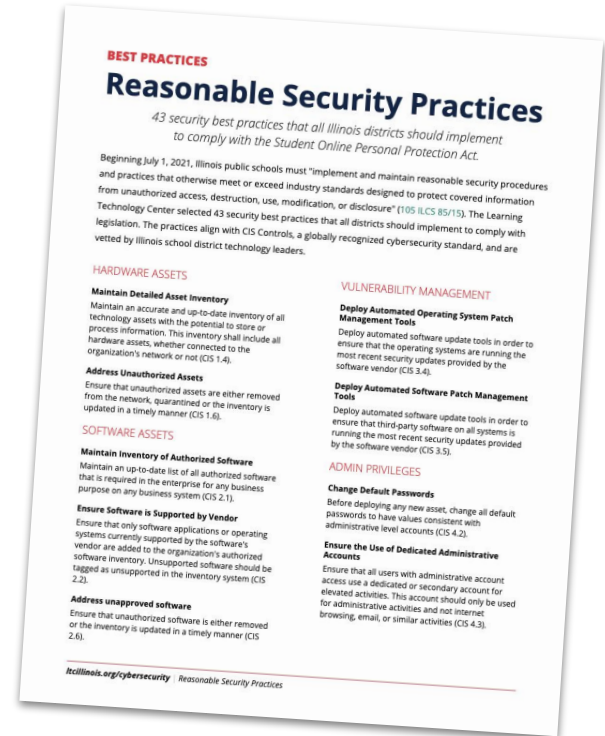 BEST PRACTICES
Reasonable Security Practices
43 security best practices that all Illinois districts should implement
to comply with the Student Online Personal Protection Act.
Beginning July 1, 2021, Illinois public schools must "implement and maintain reasonable security procedures
and practices that otherwise meet or exceed industry standards designed to protect covered information
from unauthorized access, destruction, use, modification, or disclosure" (105 ILCS 85/15). The Learning
Technology Center selected 43 security best practices that all districts should implement to comply with
legislation. The practices align with CIS Controls, a globally recognized cybersecurity standard, and are
vetted by Illinois school district technology leaders.
HARDWARE ASSETS
Maintain Detailed Asset Inventory
Maintain an accurate and up-to-date inventory of all
technology assets with the potential to store or
process information. This inventory shall include all
hardware assets, whether connected to the
organization's network or not (CIS 1.4).
Address Unauthorized Assets
Ensure that unauthorized assets are either removed
from the network, quarantined or the inventory is
updated in a timely manner (CIS 1.6).
SOFTWARE ASSETS
Maintain Inventory of Authorized Software
Maintain an up-to-date list of all authorized software
that is required in the enterprise for any business
purpose on any business system (CIS 2.1).
Ensure Software is Supported by Vendor
Ensure that only software applications or operating
systems currently supported by the software's
vendor are added to the organization's authorized
software inventory. Unsupported software should be
tagged as unsupported in the inventory system (CIS
2.2).
Address unapproved software
Ensure that unauthorized software is either removed
or the inventory is updated in a timely manner (CIS
2.6).
VULNERABILITY MANAGEMENT
Deploy Automated Operating System Patch
Management Tools
Deploy automated software update tools in order to
ensure that the operating systems are running the
most recent security updates provided by the
software vendor (CIS 3.4).
Deploy Automated Software Patch Management
Tools
Deploy automated software update tools in order to
ensure that third-party software on all systems is
running the most recent security updates provided
by the software vendor (CIS 3.5).
ADMIN PRIVILEGES
Change Default Passwords
Before deploying any new asset, change all default
passwords to have values consistent with
administrative level accounts (CIS 4.2).
Ensure the Use of Dedicated Administrative
Accounts
Ensure that all users with administrative account
access use a dedicated or secondary account for
elevated activities. This account should only be used
for administrative activities and not internet
browsing, email, or similar activities (CIS 4.3).
ltcillinois.org/cybersecurity | Reasonable Security Practices